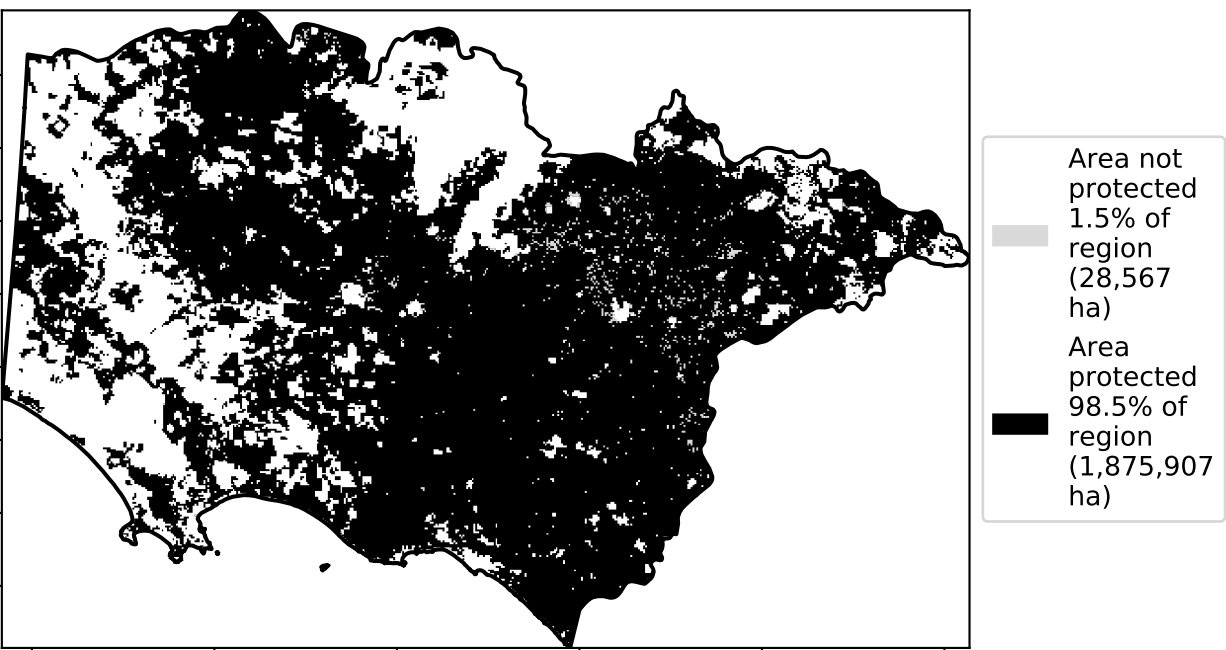 Area not
protected
1.5% of
region
(28,567
ha)
Area
protected
98.5% of
region
(1,875,907
ha)